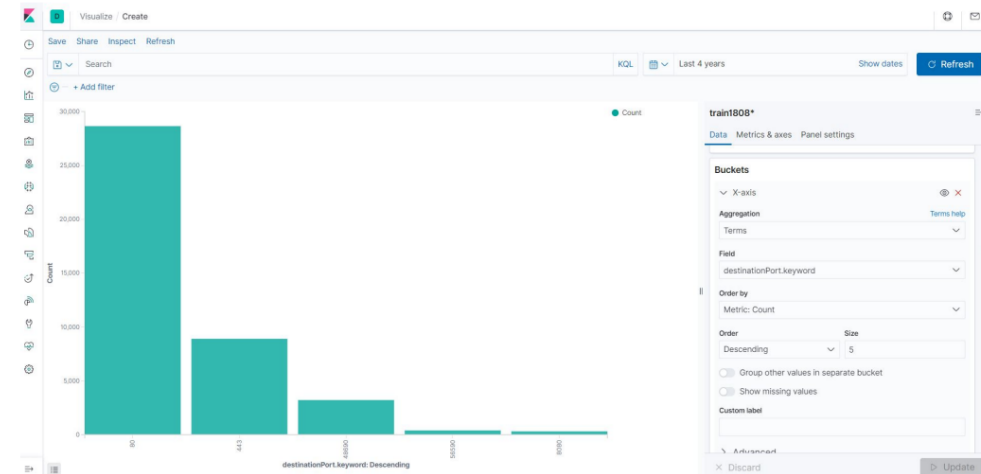 D Visualize / Create
Save Share Inspect Refresh
Search KQL Last 4 years Show dates Refresh
+ Add filter
Count
30,000
25,000
20,000
15,000
10,000
5,000
0
Count
80
443
48690
56590
8080
destinationPort.keyword: Descending
train1808*
Data Metrics & axes Panel settings
Buckets
X-axis
Aggregation Terms help
Terms
Field
destinationPort.keyword
Order by
Metric: Count
Order Size
Descending 5
Group other values in separate bucket
Show missing values
Custom label
Advanced
Discard Update